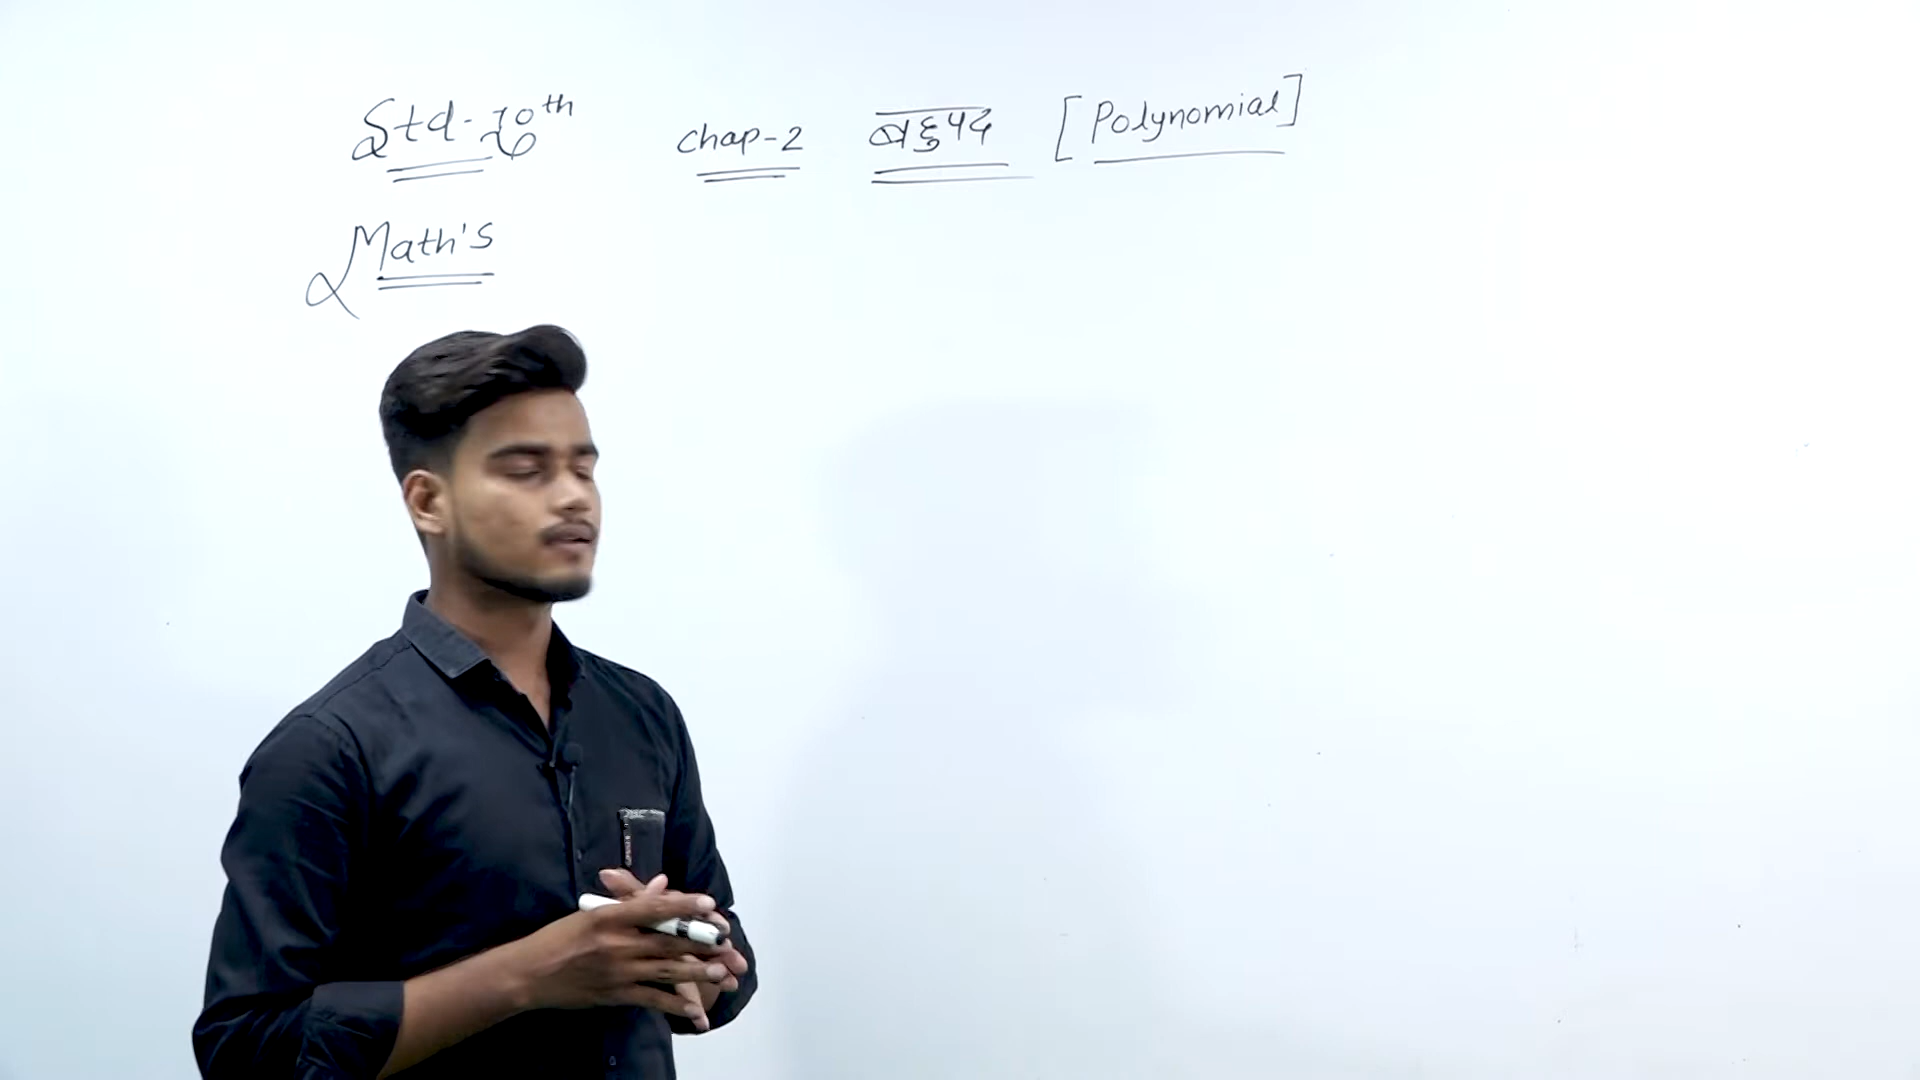 Std-10th chap-2 बहुपद [Polynomial]
Math's